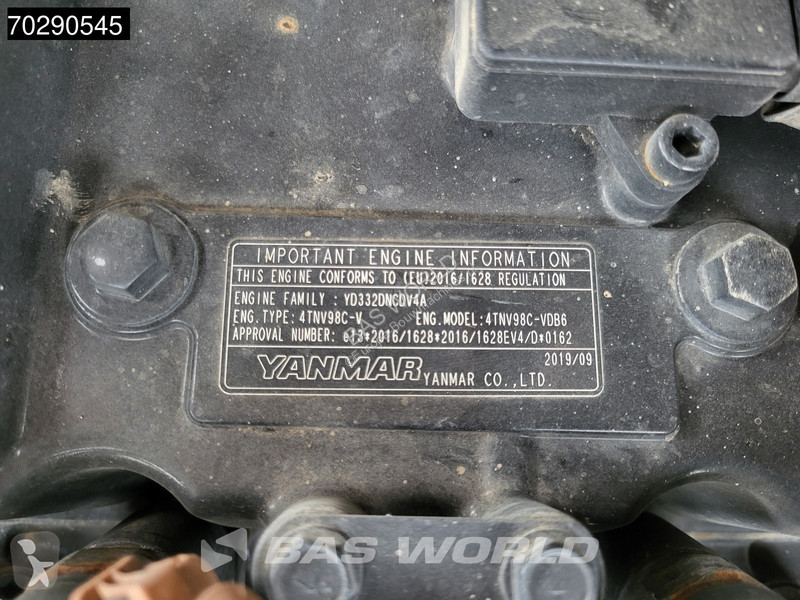 70290545
IMPORTANT ENGINE INFORMATION
THIS ENGINE CONFORMS TO (EU)2016/1628 REGULATION
ENGINE FAMILY : YD332DNCDV4A
ENG.TYPE: 4TNV98C-V ENG.MODEL:4TNV98C-VDB6
APPROVAL NUMBER: e13*2016/1628*2016/1628EV4/D*0162
2019/09
YANMAR YANMAR CO.,LTD.
BAS WORLD
BAS WORLD